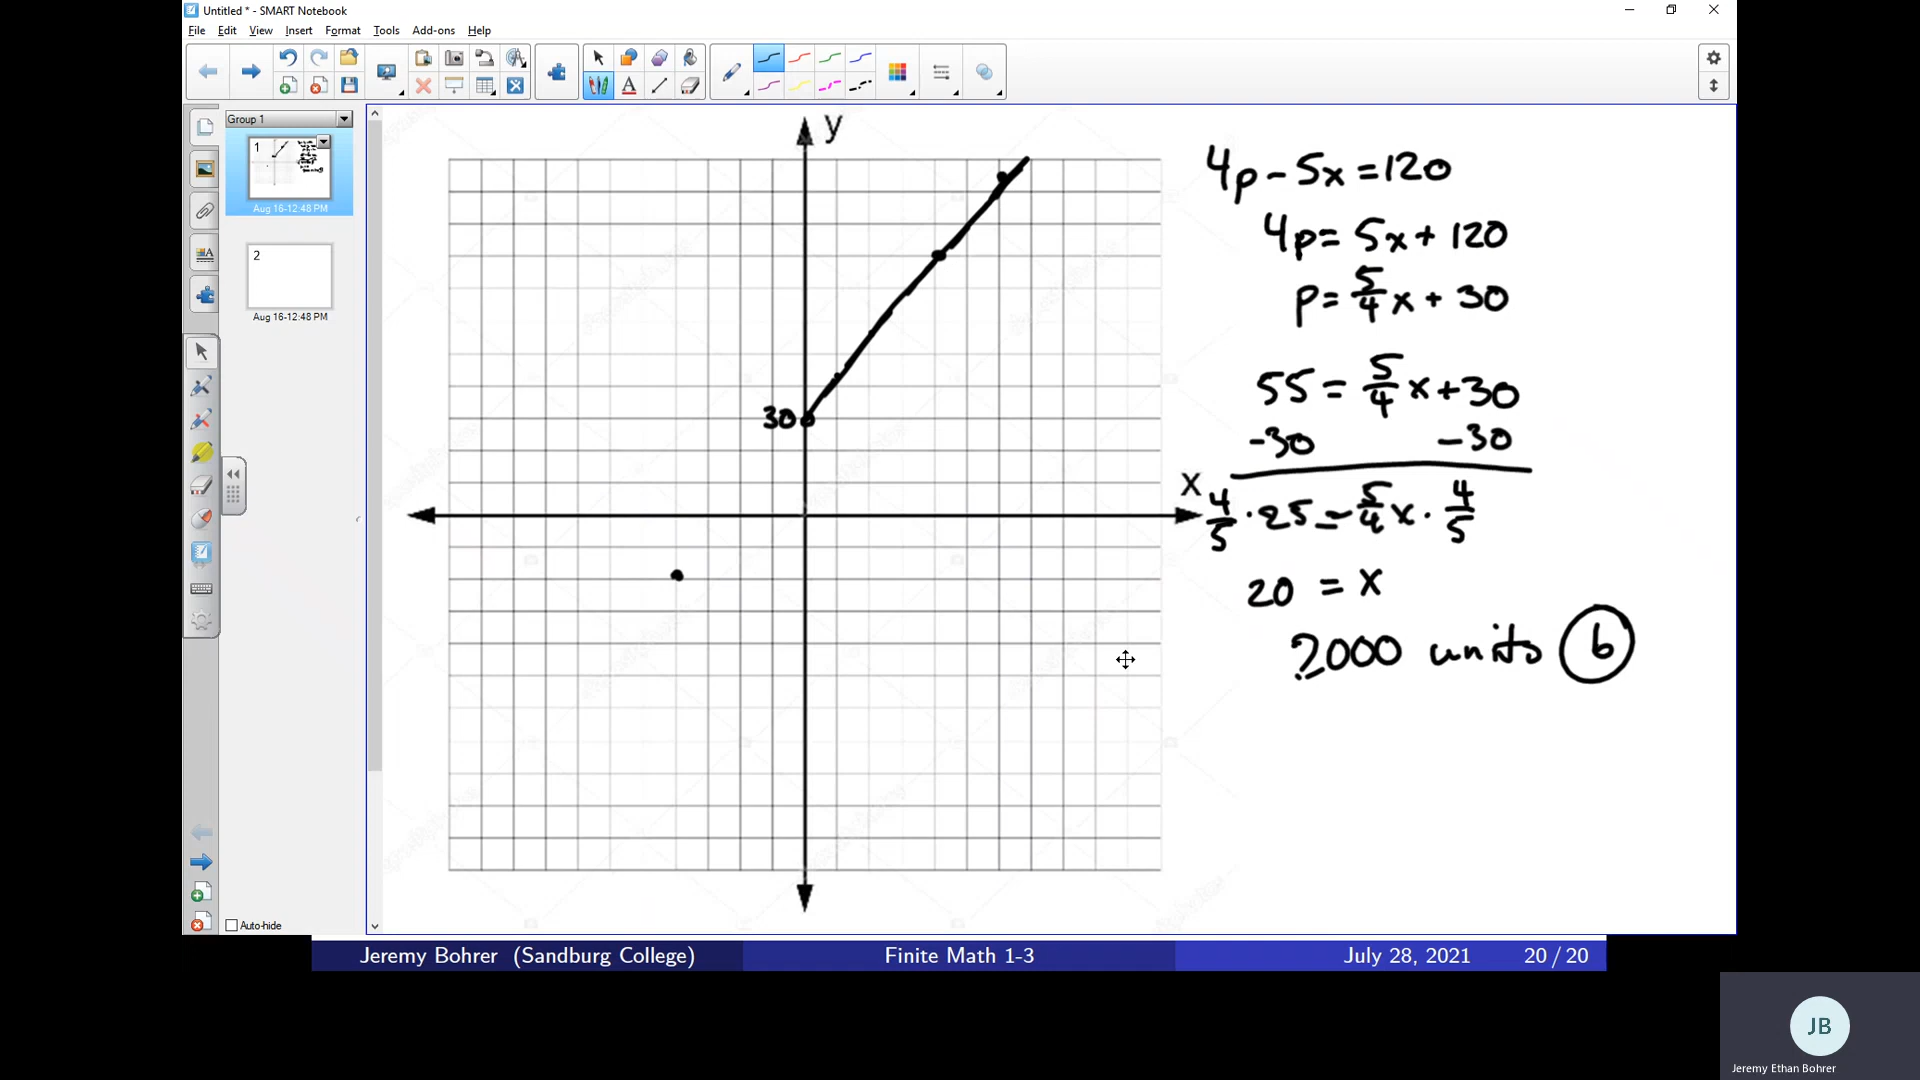 Untitled * - SMART Notebook
File Edit View Insert Format Tools Add-ons Help
Group 1
1
Aug 16-12:48 PM
2
Aug 16-12:48 PM
Auto-hide
y
30
x
4p - 5x = 120
4p = 5x + 120
p = 5/4 x + 30
55 = 5/4 x + 30
-30 -30
4/5 · 25 = 5/4 x · 4/5
20 = x
2000 units b
Jeremy Bohrer (Sandburg College) Finite Math 1-3 July 28, 2021 20 / 20
JB
Jeremy Ethan Bohrer